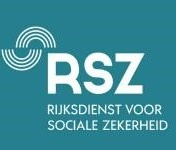 RSZ
RIJKSDIENST VOOR
SOCIALE ZEKERHEID